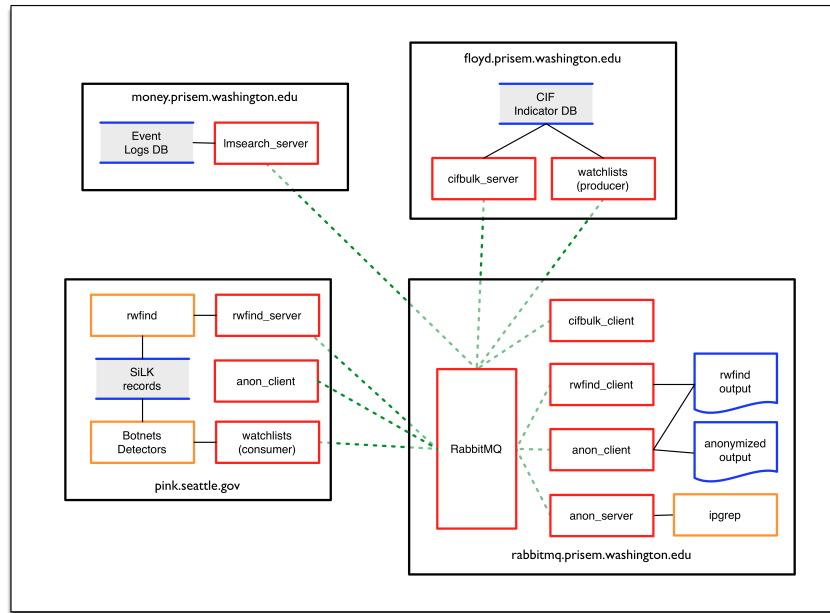 floyd.prisem.washington.edu
CIF
Indicator DB
cifbulk_server
watchlists
(producer)
money.prisem.washington.edu
Event
Logs DB
lmsearch_server
rwfind
rwfind_server
SiLK
records
anon_client
Botnets
Detectors
watchlists
(consumer)
pink.seattle.gov
RabbitMQ
cifbulk_client
rwfind_client
rwfind
output
anon_client
anonymized
output
anon_server
ipgrep
rabbitmq.prisem.washington.edu